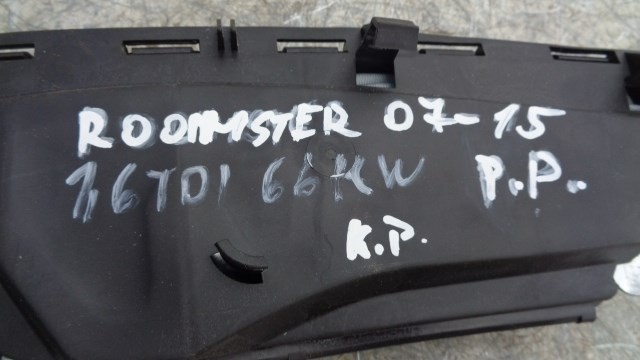 ROOMSTER 07-15
1,6TDI 66KW P.P.
K.P.